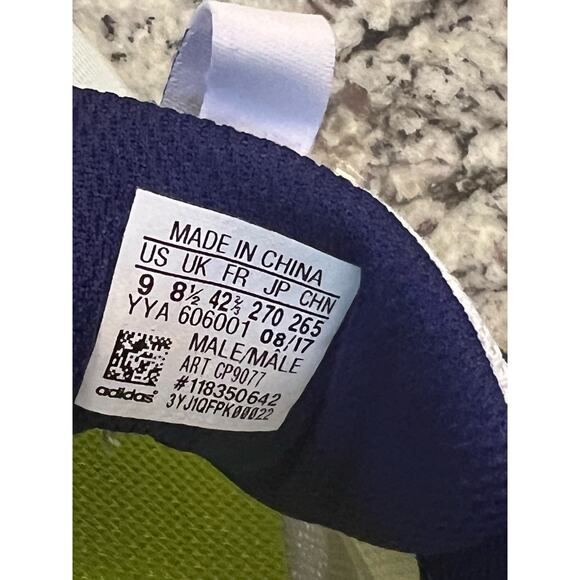 MADE IN CHINA
US UK FR JP CHN
9 8½ 42⅔ 270 265
YYA 606001 08/17
MALE/MÂLE
ART CP9077
#118350642
3YJ1QFPK00022
adidas